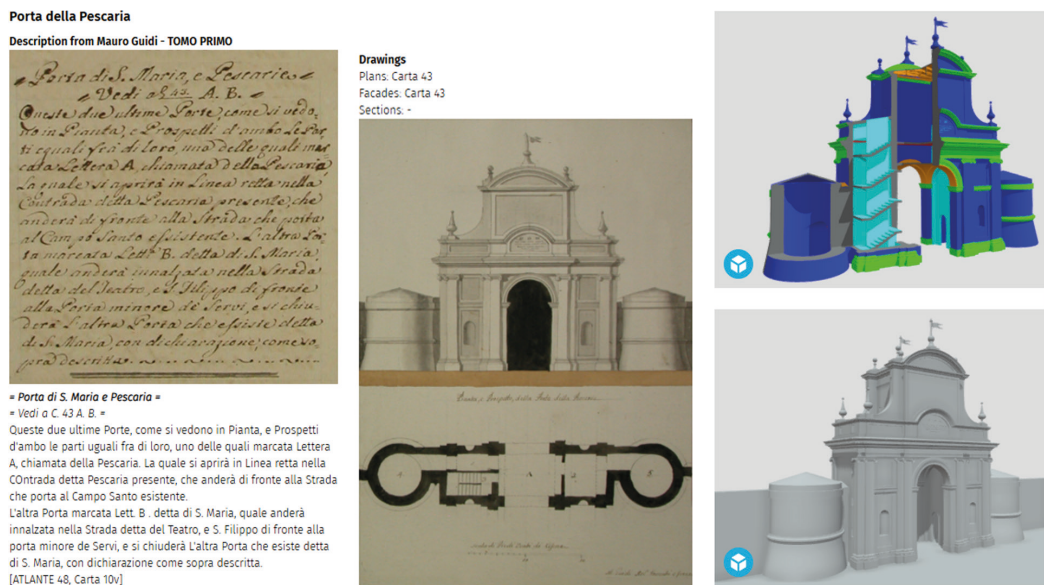 Porta della Pescaria
Description from Mauro Guidi - TOMO PRIMO
= Porta di S. Maria, e Pescarie =
= Vedi a C. 43. A. B. =
Queste due ultime Porte, come si vedo-
no in Pianta, e Prospetti d'ambo le Par-
ti eguali frà di loro, una delle quali mar
cata Lettera A. chiamata della Pescaria
La quale si aprirà in Linea retta nella
Contrada detta Pescaria presente, che
anderà di fronte alla Strada che porta
al Campo Santo essistente. L'altra Por-
ta marcata Lett. B. detta di S. Maria,
quale anderà innalzata nella Strada
detta del Teatro, e S. Filippo di fronte
alla Porta minore de Servi, e si chiu-
derà L'altra Porta che essiste detta
di S. Maria, con dichiarazione come so-
pra descritta.
= Porta di S. Maria e Pescaria =
= Vedi a C. 43 A. B. =
Queste due ultime Porte, come si vedono in Pianta, e Prospetti
d'ambo le parti uguali fra di loro, uno delle quali marcata Lettera
A, chiamata della Pescaria. La quale si aprirà in Linea retta nella
COntrada detta Pescaria presente, che anderà di fronte alla Strada
che porta al Campo Santo esistente.
L'altra Porta marcata Lett. B . detta di S. Maria, quale anderà
innalzata nella Strada detta del Teatro, e S. Filippo di fronte alla
porta minore de Servi, e si chiuderà L'altra Porta che esiste detta
di S. Maria, con dichiarazione come sopra descritta.
[ATLANTE 48, Carta 10v]
Drawings
Plans: Carta 43
Facades: Carta 43
Sections: -
Pianta, e Prospetto della Porta della Pescaria